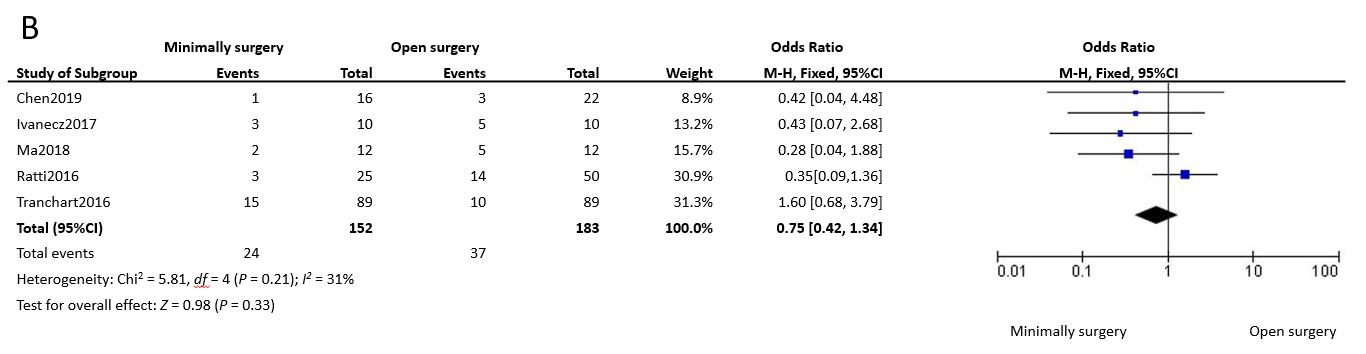 B
Minimally surgery Open surgery Odds Ratio Odds Ratio
Study of Subgroup Events Total Events Total Weight M-H, Fixed, 95%CI M-H, Fixed, 95%CI
Chen2019 1 16 3 22 8.9% 0.42 [0.04, 4.48]
Ivanecz2017 3 10 5 10 13.2% 0.43 [0.07, 2.68]
Ma2018 2 12 5 12 15.7% 0.28 [0.04, 1.88]
Ratti2016 3 25 14 50 30.9% 0.35[0.09,1.36]
Tranchart2016 15 89 10 89 31.3% 1.60 [0.68, 3.79]
Total (95%CI) 152 183 100.0% 0.75 [0.42, 1.34]
Total events 24 37
Heterogeneity: Chi² = 5.81, df = 4 (P = 0.21); I² = 31%
0.01 0.1 1 10 100
Test for overall effect: Z = 0.98 (P = 0.33)
Minimally surgery Open surgery